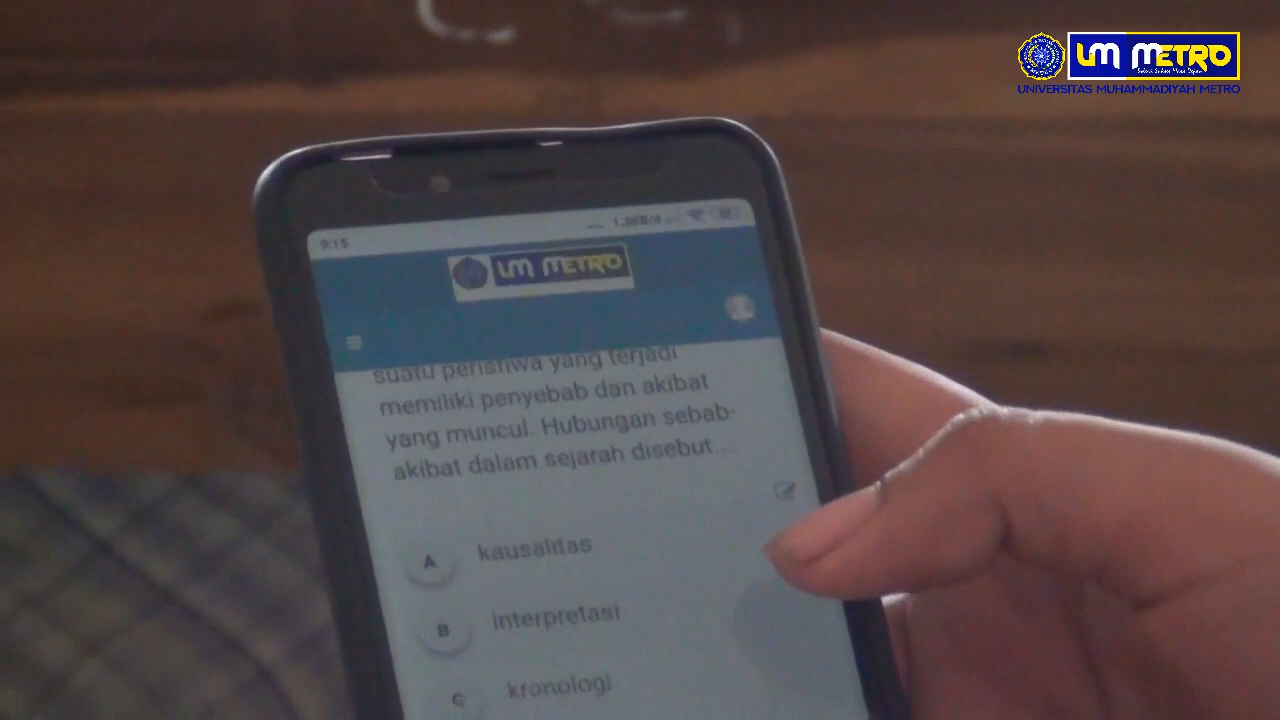 UM METRO
UNIVERSITAS MUHAMMADIYAH METRO
9:15
UM METRO
suatu peristiwa yang terjadi
memiliki penyebab dan akibat
yang muncul. Hubungan sebab-
akibat dalam sejarah disebut....
A kausalitas
B interpretasi
C kronologi